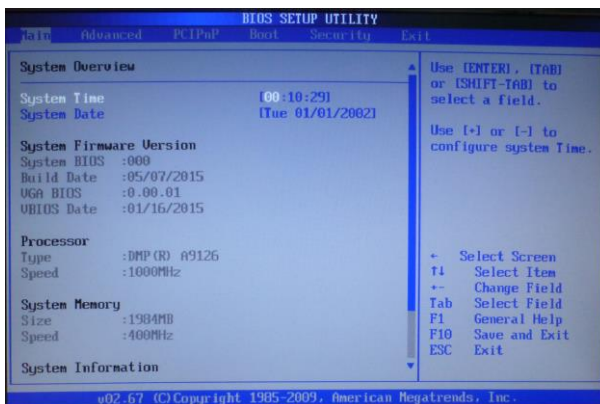 BIOS SETUP UTILITY
Main Advanced PCIPnP Boot Security Exit
System Overview
System Time [00:10:29]
System Date [Tue 01/01/2002]
System Firmware Version
System BIOS :000
Build Date :05/07/2015
VGA BIOS :0.00.01
VBIOS Date :01/16/2015
Processor
Type :DMP(R) A9126
Speed :1000MHz
System Memory
Size :1984MB
Speed :400MHz
System Information
Use [ENTER], [TAB]
or [SHIFT-TAB] to
select a field.
Use [+] or [-] to
configure system Time.
← Select Screen
↑↓ Select Item
+- Change Field
Tab Select Field
F1 General Help
F10 Save and Exit
ESC Exit
v02.67 (C)Copyright 1985-2009, American Megatrends, Inc.